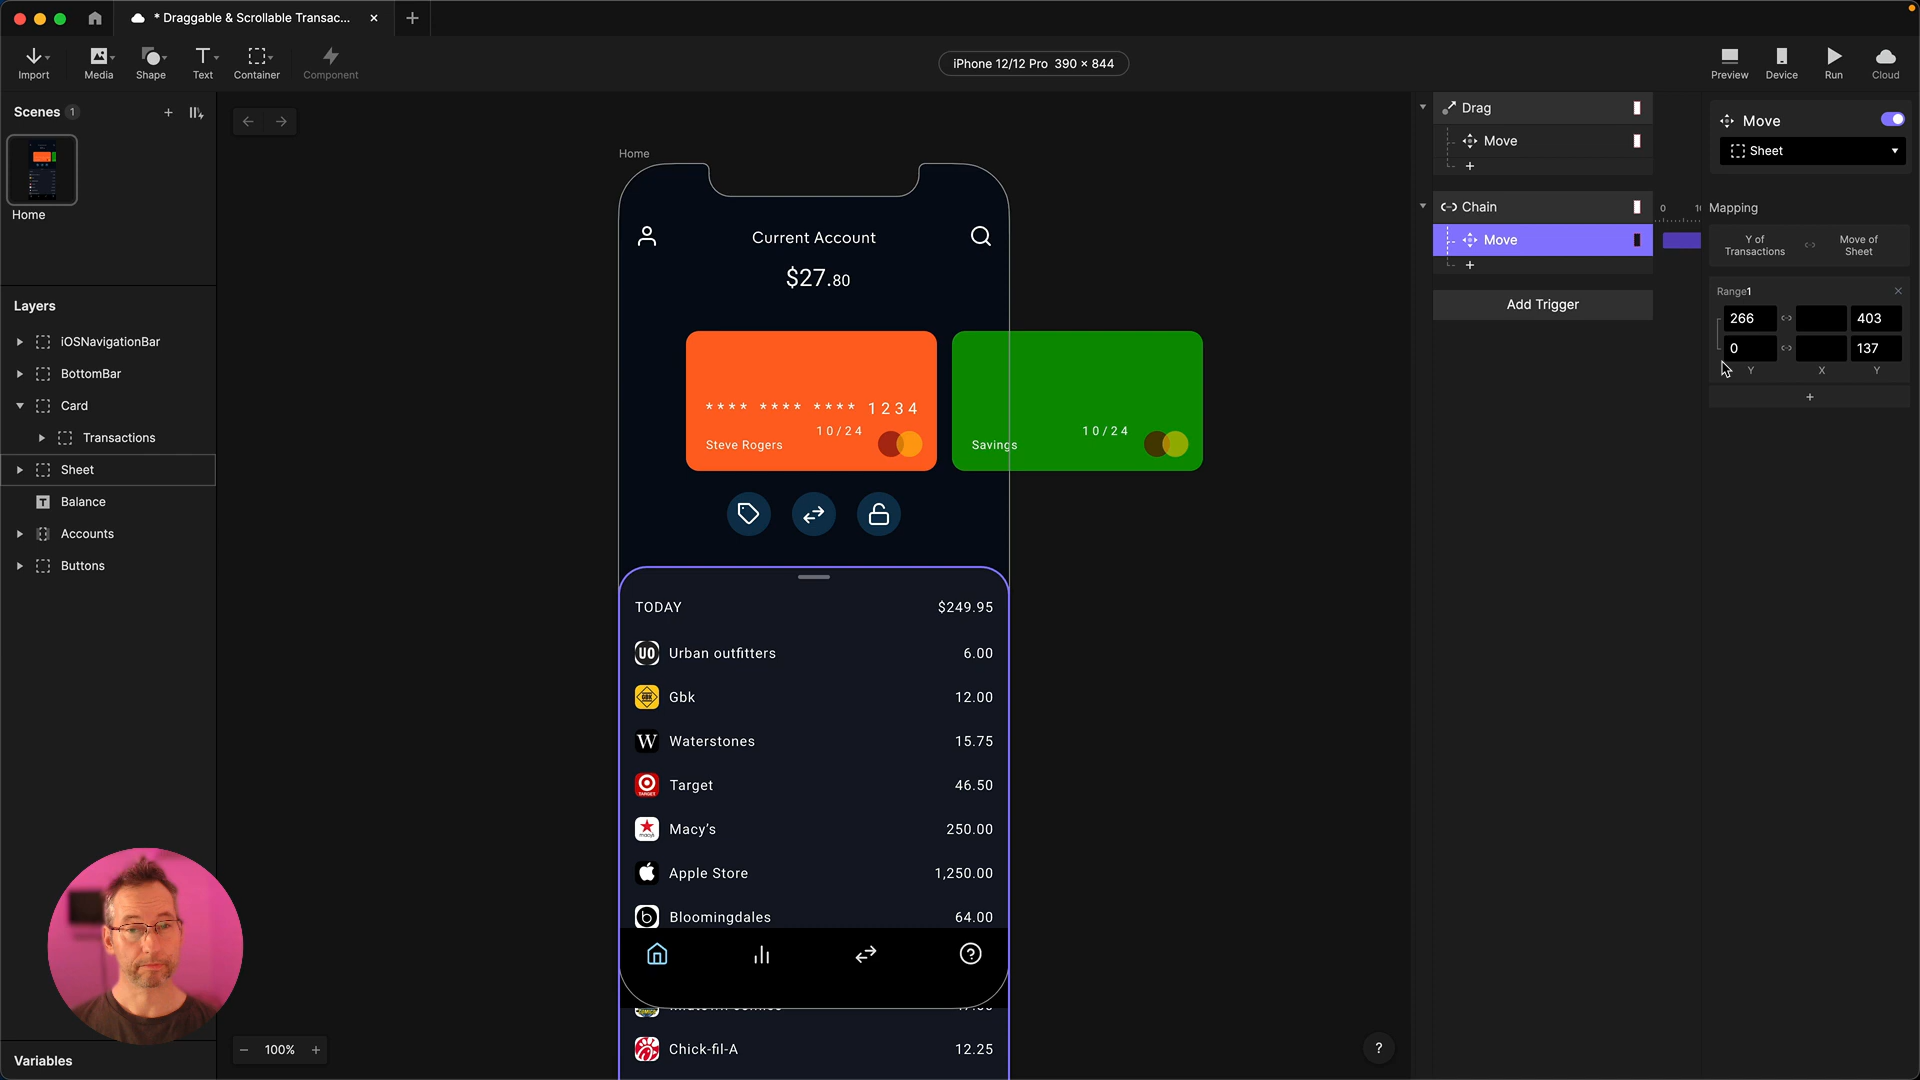 * Draggable & Scrollable Transac...
Import
Media
Shape
Text
Container
Component
iPhone 12/12 Pro 390 × 844
Preview
Device
Run
Cloud
Scenes 1
Home
Layers
iOSNavigationBar
BottomBar
Card
Transactions
Sheet
Balance
Accounts
Buttons
Variables
100%
Home
Current Account
$27.80
**** **** **** 1234
10/24
Steve Rogers
10/24
Savings
TODAY $249.95
UO Urban outfitters 6.00
GBK Gbk 12.00
W Waterstones 15.75
TARGET Target 46.50
macy's Macy's 250.00
Apple Store 1,250.00
b Bloomingdales 64.00
Chick-fil-A 12.25
?
Drag
Move
Chain
0
Move
Add Trigger
Move
Sheet
Mapping
Y of Transactions
Move of Sheet
Range1
266 403
0 137
Y X Y